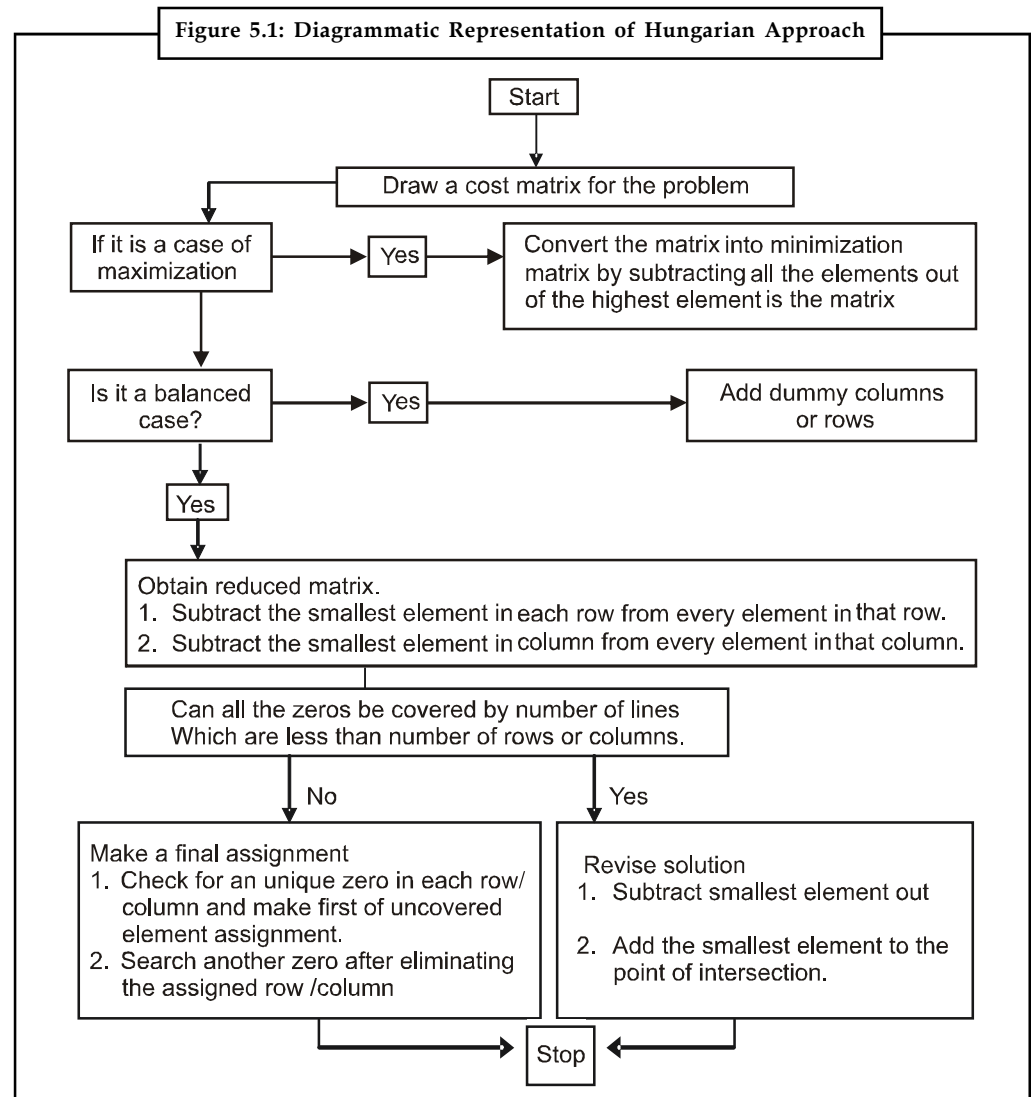 Figure 5.1: Diagrammatic Representation of Hungarian Approach
Start
Draw a cost matrix for the problem
If it is a case of
maximization
Yes
Convert the matrix into minimization
matrix by subtracting all the elements out
of the highest element is the matrix
Is it a balanced
case?
Yes
Add dummy columns
or rows
Yes
Obtain reduced matrix.
1. Subtract the smallest element in each row from every element in that row.
2. Subtract the smallest element in column from every element in that column.
Can all the zeros be covered by number of lines
Which are less than number of rows or columns.
No
Yes
Make a final assignment
1. Check for an unique zero in each row/
column and make first of uncovered
element assignment.
2. Search another zero after eliminating
the assigned row /column
Revise solution
1. Subtract smallest element out
2. Add the smallest element to the
point of intersection.
Stop